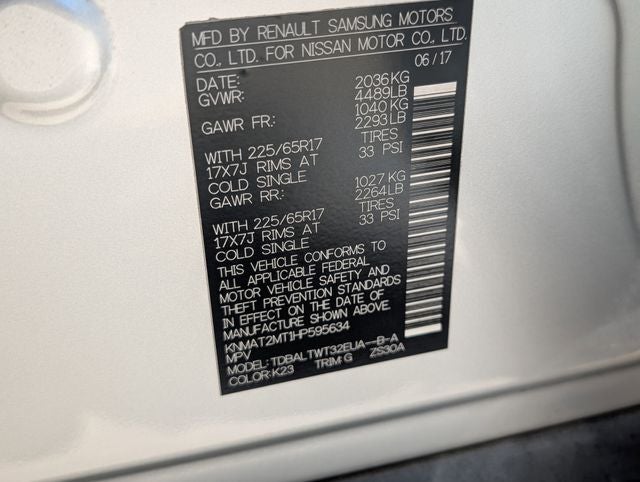 MFD BY RENAULT SAMSUNG MOTORS
CO., LTD. FOR NISSAN MOTOR CO., LTD.
06/17
DATE:
GVWR: 2036KG
4489LB
GAWR FR: 1040KG
2293LB
WITH 225/65R17 TIRES
17X7J RIMS AT 33 PSI
COLD SINGLE
GAWR RR: 1027 KG
2264LB
WITH 225/65R17 TIRES
17X7J RIMS AT 33 PSI
COLD SINGLE
THIS VEHICLE CONFORMS TO
ALL APPLICABLE FEDERAL
MOTOR VEHICLE SAFETY AND
THEFT PREVENTION STANDARDS
IN EFFECT ON THE DATE OF
MANUFACTURE SHOWN ABOVE.
KNMAT2MT1HP595634
MPV
MODEL: TDBALTWT32EUA--B-A
COLOR: K23 TRIM: G ZS30A